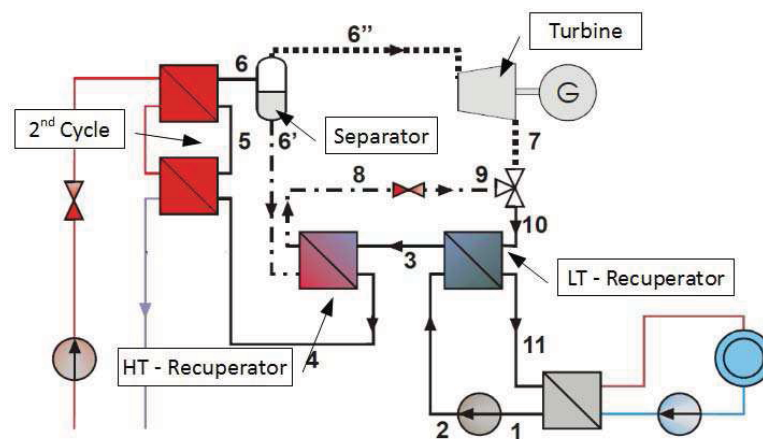 6’’
Turbine
6
G
2nd Cycle
5
Separator
6’
7
8
9
10
3
LT - Recuperator
HT - Recuperator
4
11
2
1